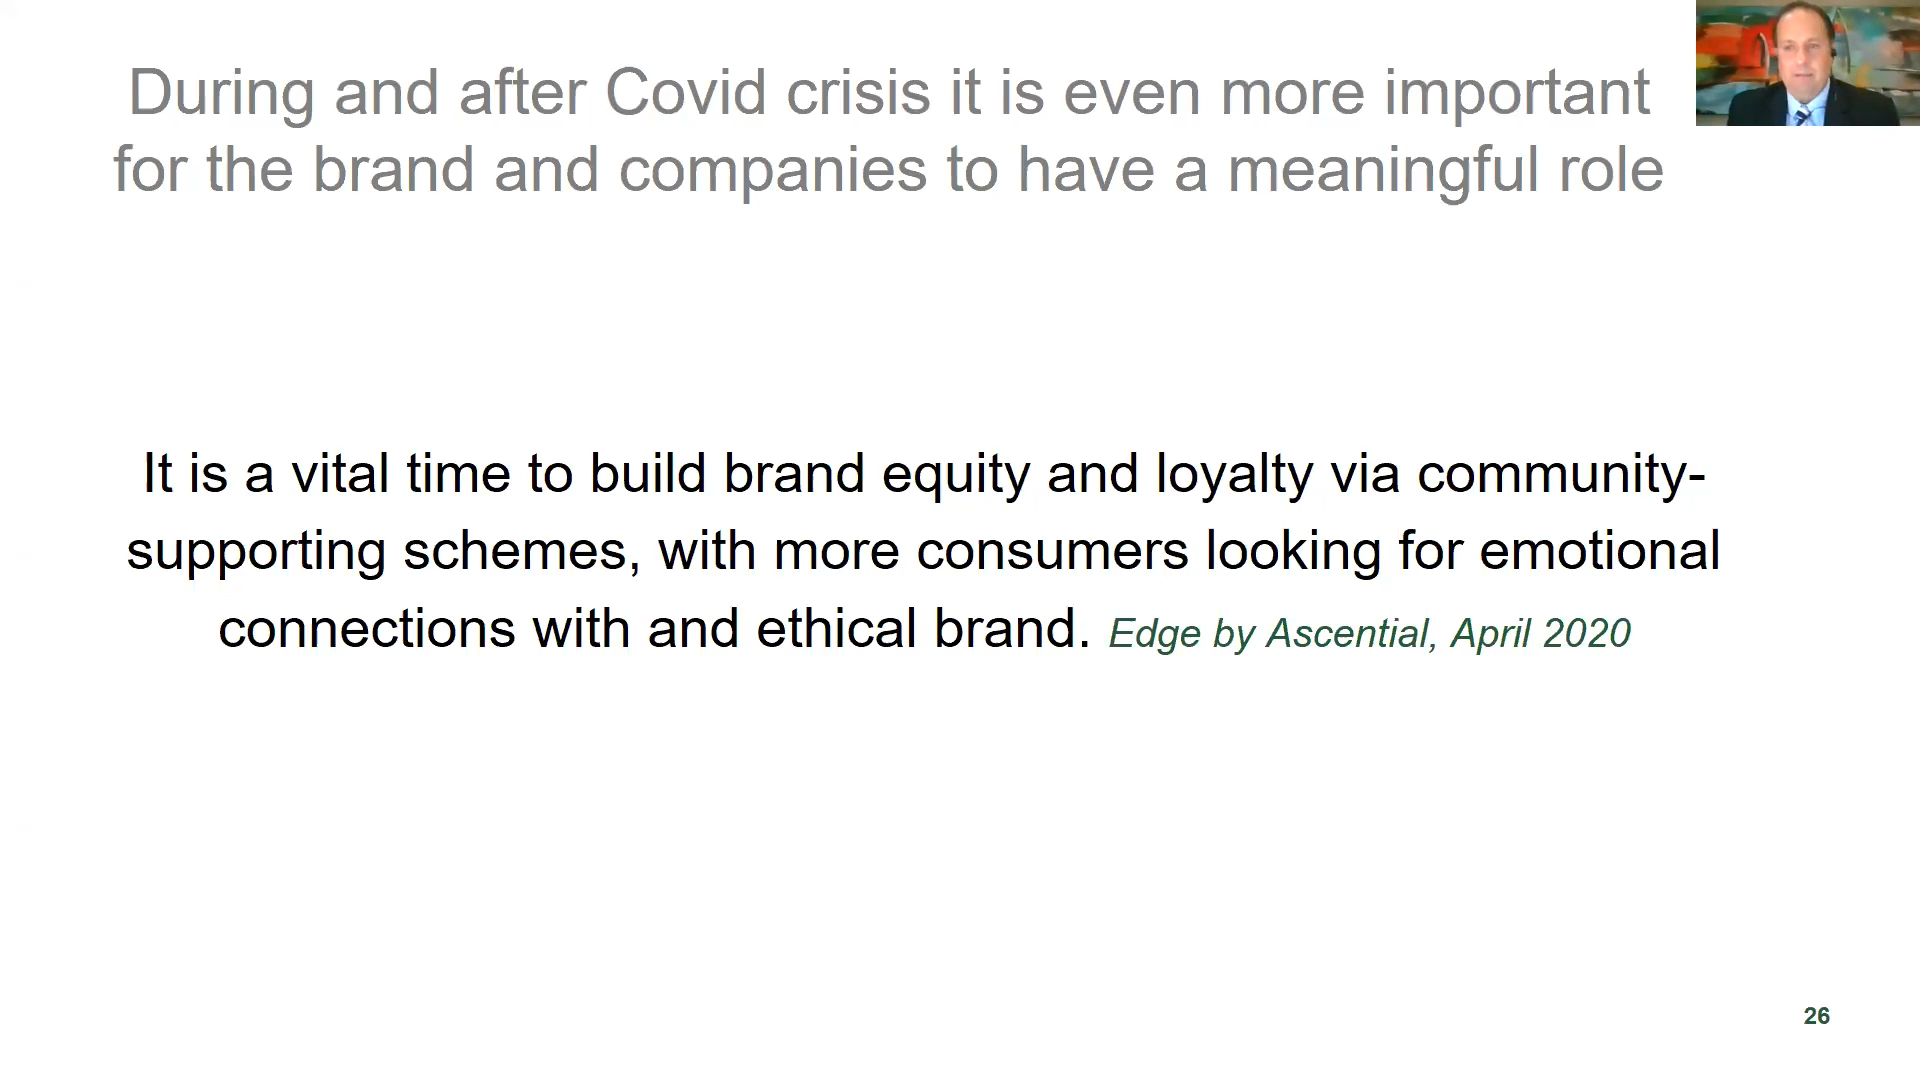 During and after Covid crisis it is even more important
for the brand and companies to have a meaningful role
It is a vital time to build brand equity and loyalty via community-
supporting schemes, with more consumers looking for emotional
connections with and ethical brand. Edge by Ascential, April 2020
26